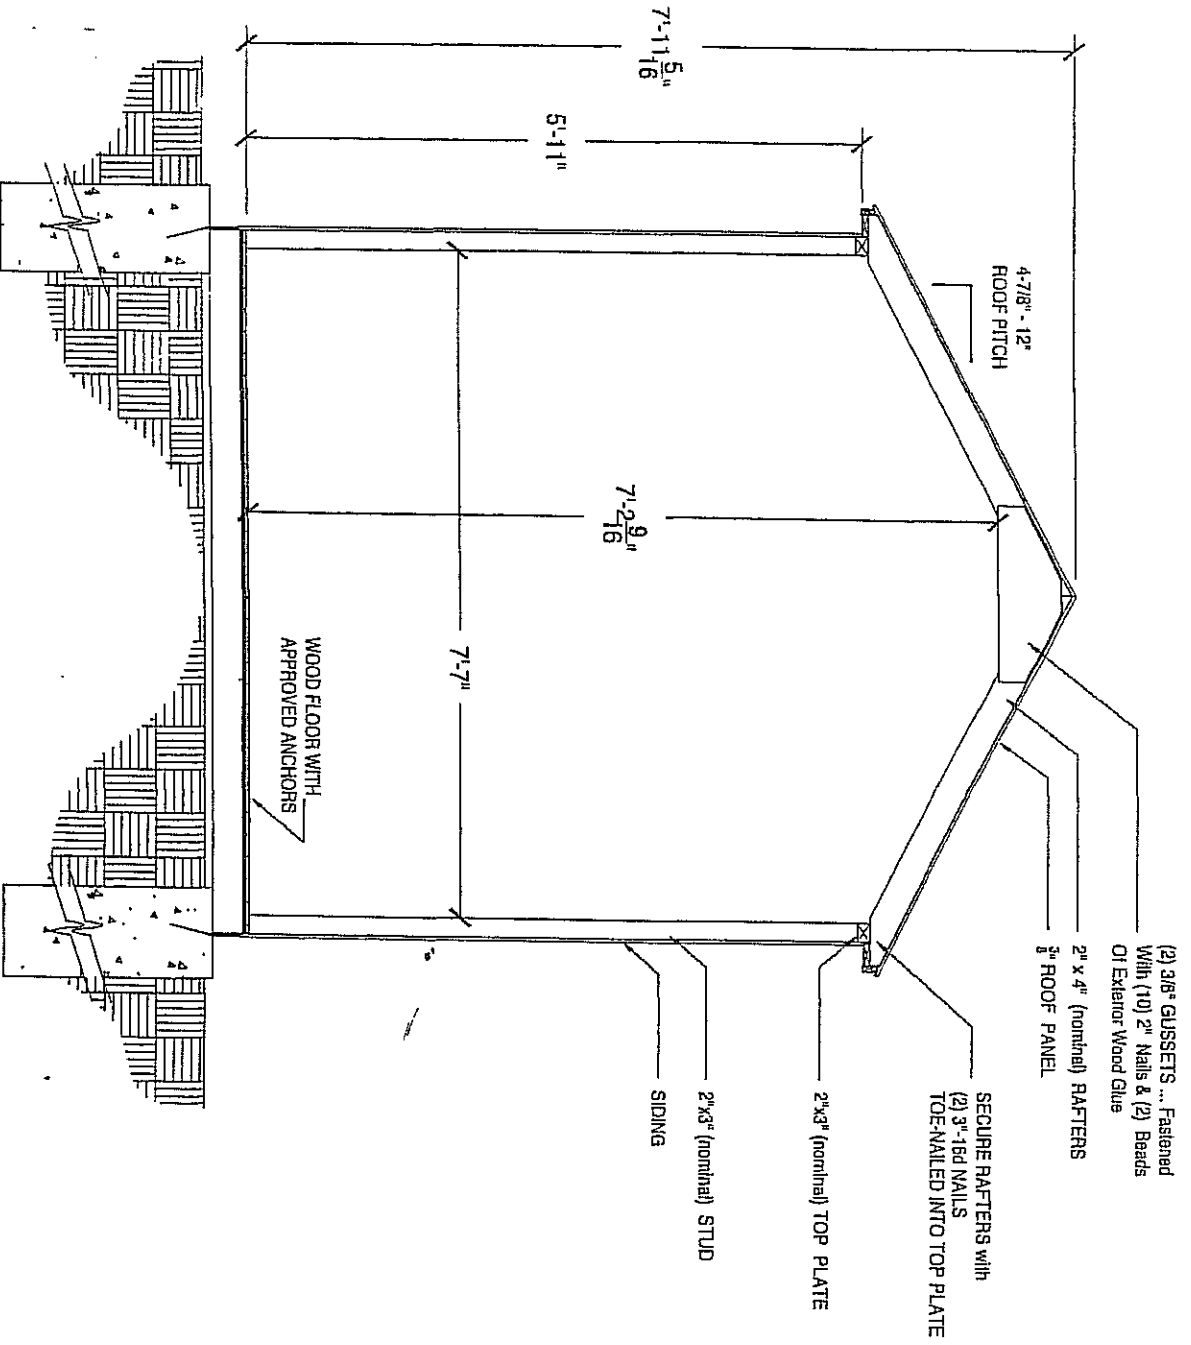 (2) 3/8" GUSSETS ... Fastened
With (10) 2" Nails & (2) Beads
Of Exterior Wood Glue
2" x 4" (nominal) RAFTERS
3/8" ROOF PANEL
SECURE RAFTERS with
(2) 3"-16d NAILS
TOE-NAILED INTO TOP PLATE
2"x3" (nominal) TOP PLATE
2"x3" (nominal) STUD
SIDING
4-7/8" - 12"
ROOF PITCH
7'-11 5/16"
5'-11"
7'-2 9/16"
7'-7"
WOOD FLOOR WITH
APPROVED ANCHORS